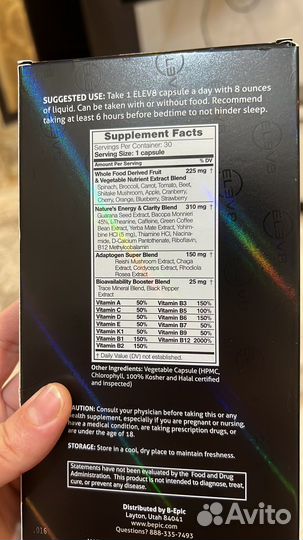 ELEV8
SUGGESTED USE: Take 1 ELEV8 capsule a day with 8 ounces
of liquid. Can be taken with or without food. Recommend
taking at least 6 hours before bedtime to not hinder sleep.
Supplement Facts
Servings Per Container: 30
Serving Size: 1 capsule
Amount Per Serving % DV
Whole Food Derived Fruit 225 mg †
& Vegetable Nutrient Extract Blend
Spinach, Broccoli, Carrot, Tomato, Beet,
Shitake Mushroom, Apple, Cranberry,
Cherry, Orange, Blueberry, Strawberry
Nature's Energy & Clarity Blend 310 mg †
Guarana Seed Extract, Bacopa Monnieri
45%, L-Theanine, Caffeine, Green Coffee
Bean Extract, Yerba Mate Extract, Yohim-
bine HCl (5 mg), Thiamine HCl, Niacina-
mide, D-Calcium Pantothenate, Riboflavin,
B12 Methylcobalamin
Adaptogen Super Blend 150 mg †
Reishi Mushroom Extract, Chaga
Extract, Cordyceps Extract, Rhodiola
Rosea Extract
Bioavailability Booster Blend 25 mg †
Trace Mineral Blend, Black Pepper
Extract
Vitamin A 50% Vitamin B3 150%
Vitamin C 50% Vitamin B5 100%
Vitamin D 50% Vitamin B6 150%
Vitamin E 50% Vitamin B7 50%
Vitamin K1 50% Vitamin B9 50%
Vitamin B1 150% Vitamin B12 2000%
Vitamin B2 150%
† Daily Value (DV) not established.
Other Ingredients: Vegetable Capsule (HPMC,
Chlorophyll, 100% Kosher and Halal certified
and inspected)
CAUTION: Consult your physician before taking this or any
health supplement, especially if you are pregnant or nursing,
have a medical condition, are taking prescription drugs, or
are under the age of 18.
STORAGE: Store in a cool, dry place to maintain freshness.
Statements have not been evaluated by the Food and Drug
Administration. This product is not intended to diagnose, treat,
cure, or prevent any disease.
Distributed by B-Epic
Layton, Utah 84041
www.bepic.com
Questions? 888-335-7493
Avito